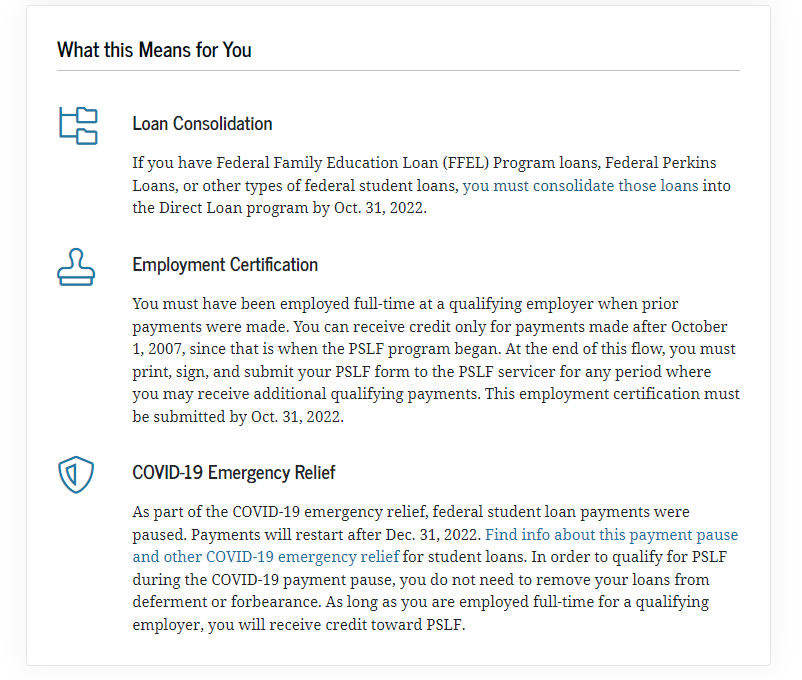 What this Means for You
Loan Consolidation
If you have Federal Family Education Loan (FFEL) Program loans, Federal Perkins
Loans, or other types of federal student loans, you must consolidate those loans into
the Direct Loan program by Oct. 31, 2022.
Employment Certification
You must have been employed full-time at a qualifying employer when prior
payments were made. You can receive credit only for payments made after October
1, 2007, since that is when the PSLF program began. At the end of this flow, you must
print, sign, and submit your PSLF form to the PSLF servicer for any period where
you may receive additional qualifying payments. This employment certification must
be submitted by Oct. 31, 2022.
COVID-19 Emergency Relief
As part of the COVID-19 emergency relief, federal student loan payments were
paused. Payments will restart after Dec. 31, 2022. Find info about this payment pause
and other COVID-19 emergency relief for student loans. In order to qualify for PSLF
during the COVID-19 payment pause, you do not need to remove your loans from
deferment or forbearance. As long as you are employed full-time for a qualifying
employer, you will receive credit toward PSLF.